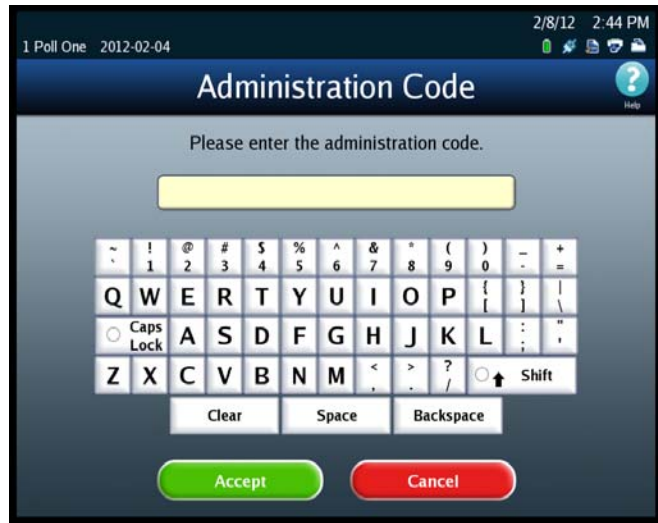 2/8/12 2:44 PM
1 Poll One 2012-02-04
Administration Code
Help
Please enter the administration code.
~ ! @ # $ % ^ & * ( ) _ +
` 1 2 3 4 5 6 7 8 9 0 - =
Q W E R T Y U I O P { [ } ] | \
Caps Lock A S D F G H J K L : ; " '
Z X C V B N M < , > . ? / Shift
Clear Space Backspace
Accept Cancel